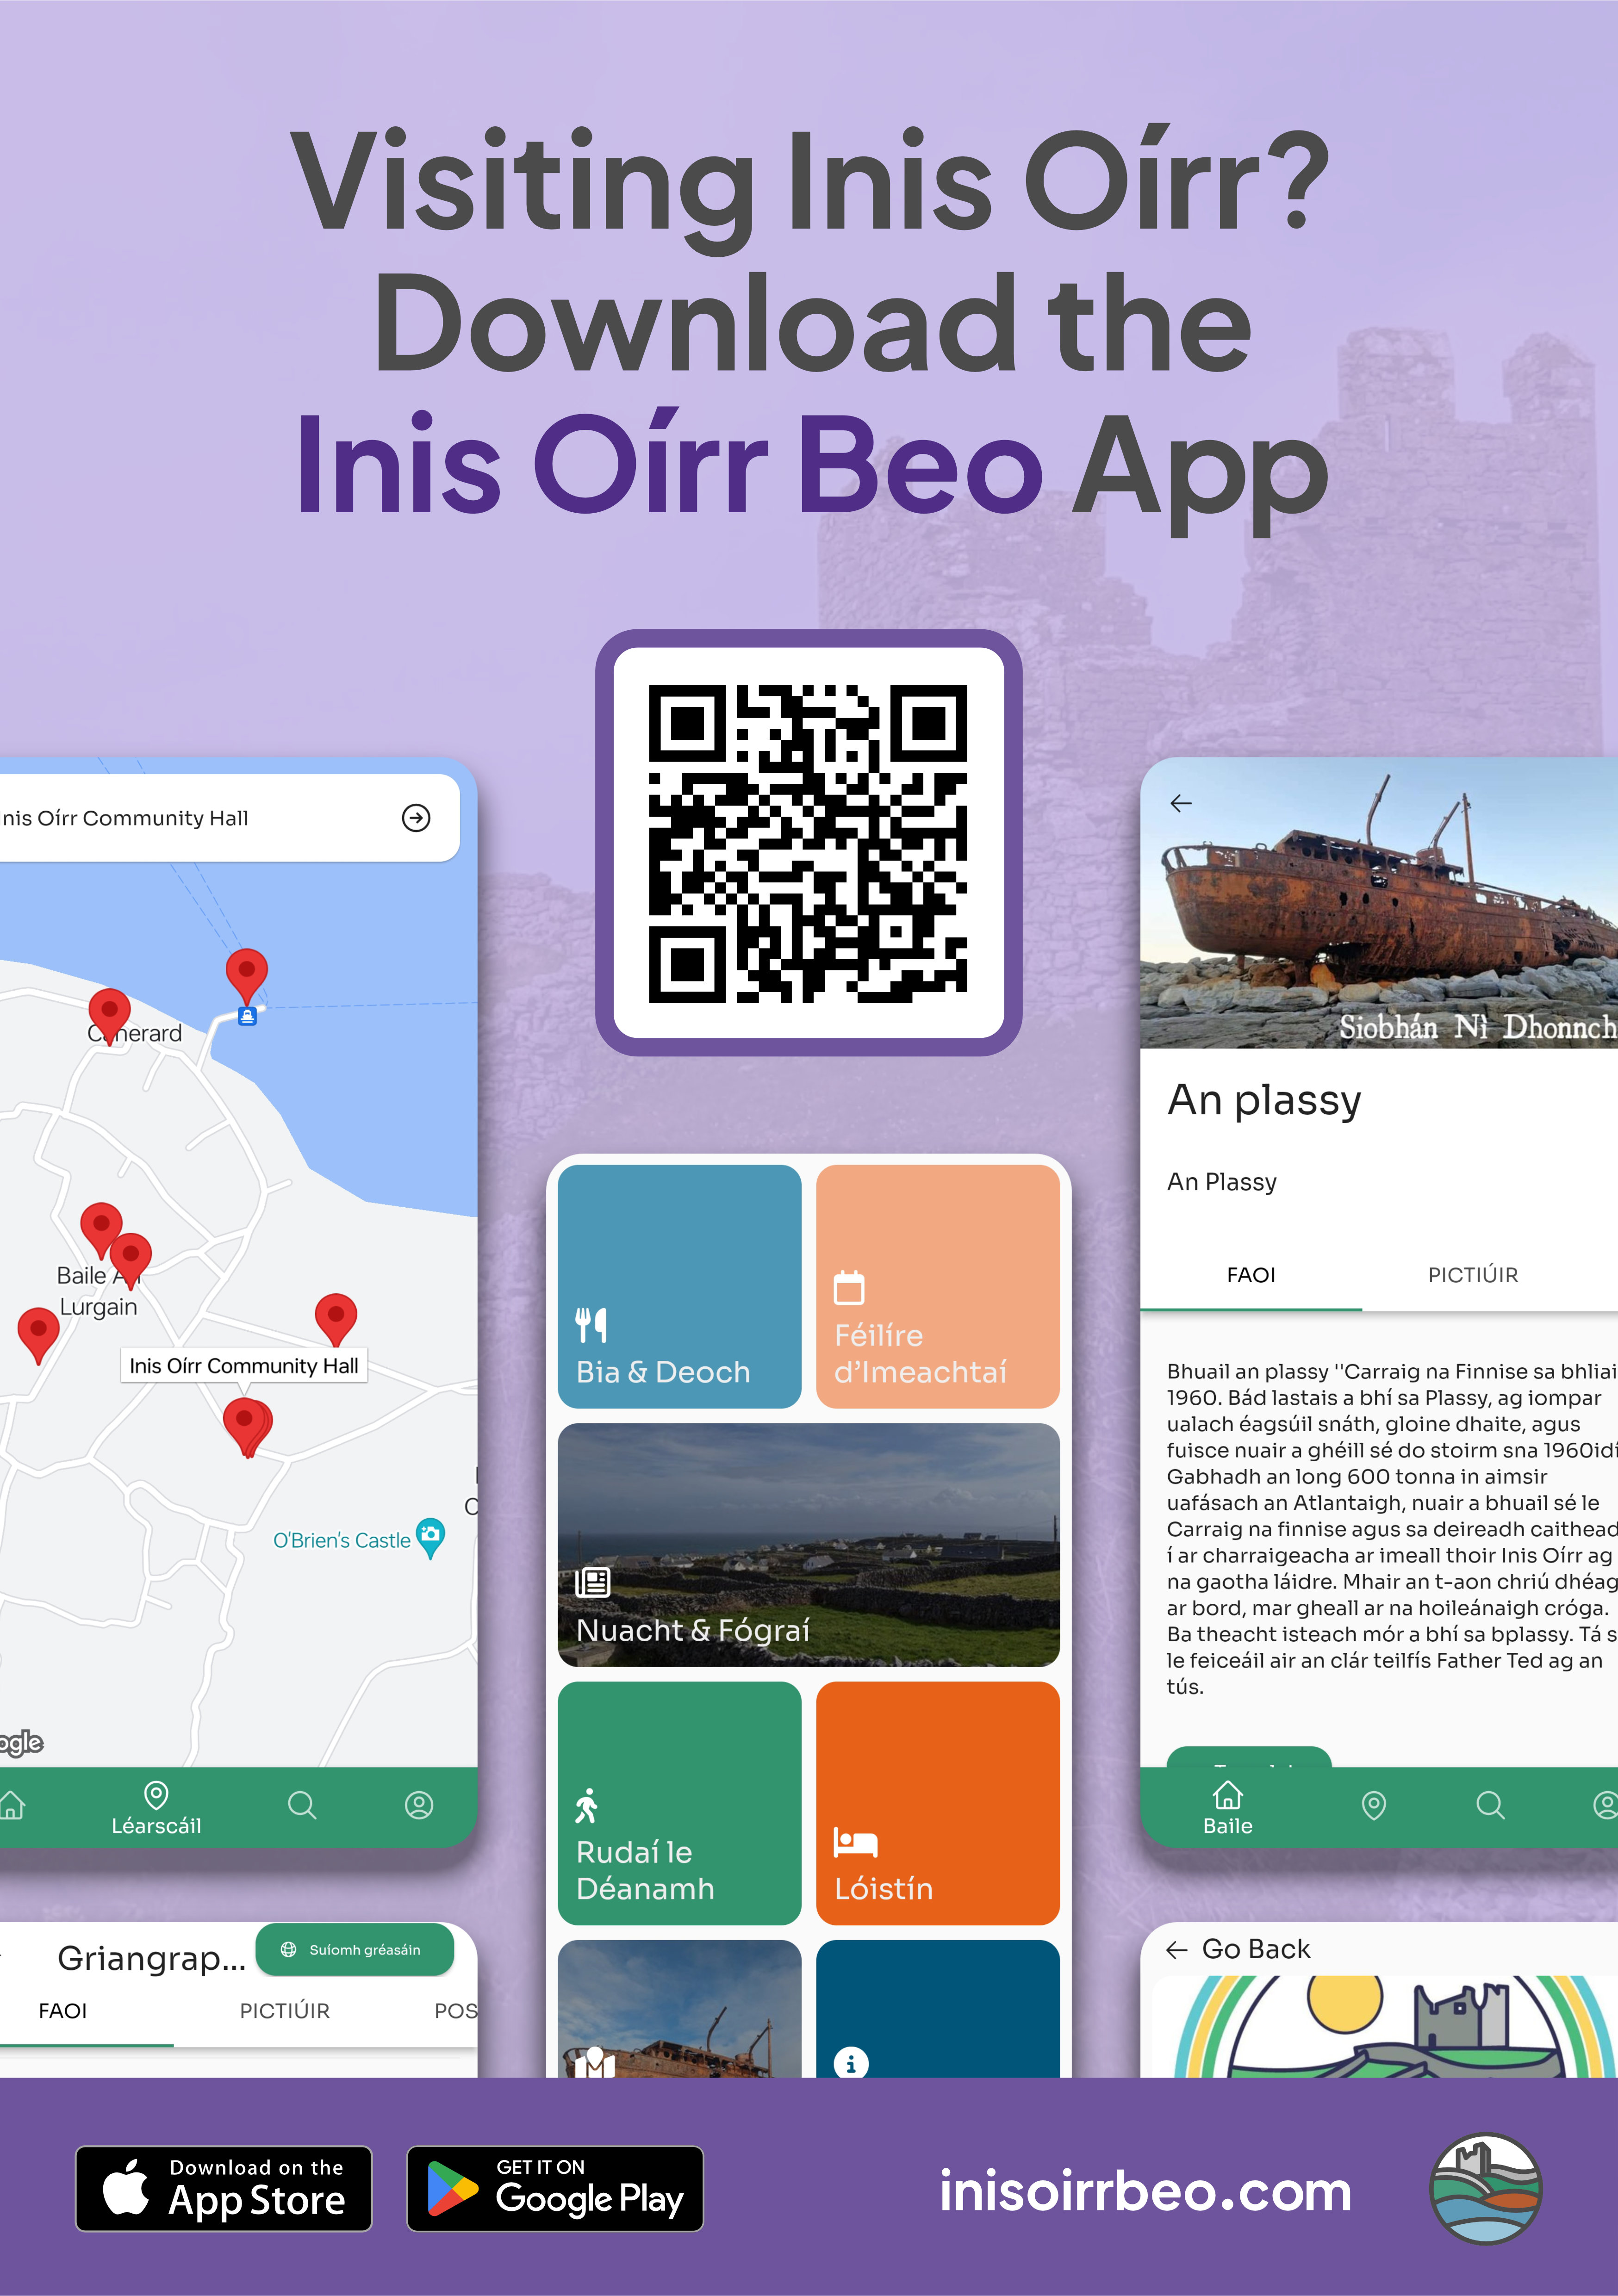 Visiting Inis Oírr?
Download the
Inis Oírr Beo App
Inis Oírr Community Hall
Baile An
Lurgain
Inis Oírr Community Hall
O'Brien's Castle
Léarscáil
Griangrap...
Suíomh gréasáin
FAOI
PICTIÚIR
POS
Bia & Deoch
Féilíre
d'Imeachtaí
Nuacht & Fógraí
Rudaí le
Déanamh
Lóistín
Siobhán Nì Dhonnch
An plassy
An Plassy
FAOI
PICTIÚIR
Bhuail an plassy ''Carraig na Finnise sa bhliai
1960. Bád lastais a bhí sa Plassy, ag iompar
ualach éagsúil snáth, gloine dhaite, agus
fuisce nuair a ghéill sé do stoirm sna 1960idí
Gabhadh an long 600 tonna in aimsir
uafásach an Atlantaigh, nuair a bhuail sé le
Carraig na finnise agus sa deireadh caithead
í ar charraigeacha ar imeall thoir Inis Oírr ag
na gaotha láidre. Mhair an t-aon chriú dhéag
ar bord, mar gheall ar na hoileánaigh cróga.
Ba theacht isteach mór a bhí sa bplassy. Tá s
le feiceáil air an clár teilfís Father Ted ag an
tús.
Baile
Go Back
Download on the
App Store
GET IT ON
Google Play
inisoirrbeo.com